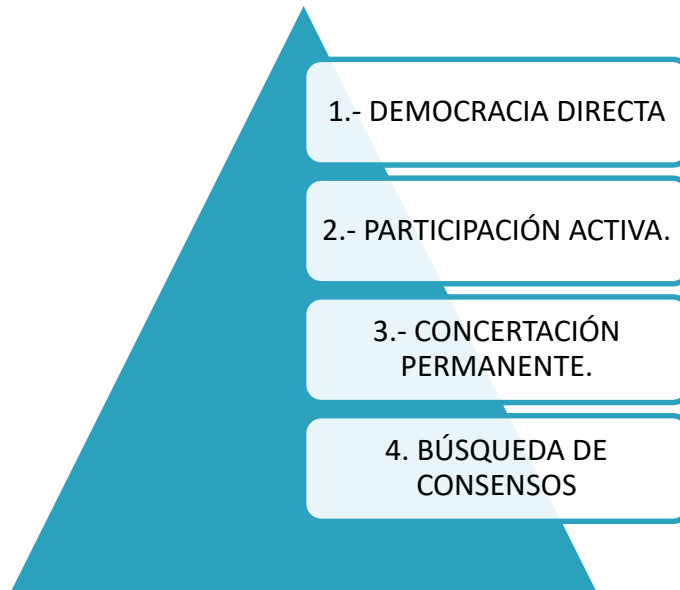 1.- DEMOCRACIA DIRECTA
2.- PARTICIPACIÓN ACTIVA.
3.- CONCERTACIÓN
PERMANENTE.
4. BÚSQUEDA DE
CONSENSOS